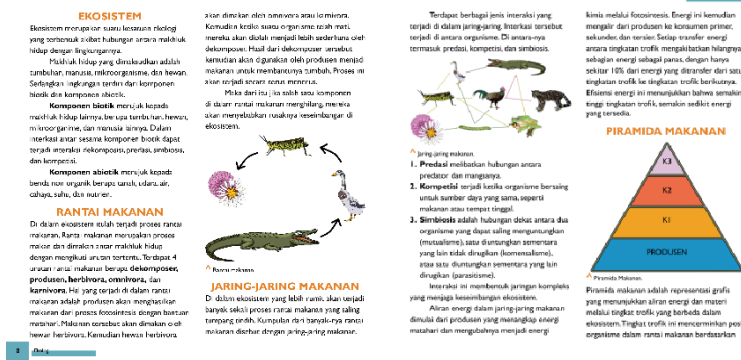 EKOSISTEM
Ekosistem merupakan suatu kesatuan ekologi
yang terbentuk akibat hubungan antara makhluk
hidup dengan lingkungannya.
Makhluk hidup yang dimaksudkan adalah
tumbuhan, manusia, mikroorganisme, dan hewan.
Sedangkan lingkungan terdiri dari komponen
biotik dan komponen abiotik.
Komponen biotik merujuk kepada
makhluk hidup lainnya, berupa tumbuhan, hewan,
mikroorganisme, dan manusia lainnya. Dalam
interaksi antar sesama komponen biotik dapat
terjadi interaksi dekomposisi, predasi, simbiosis,
dan kompetisi.
Komponen abiotik merujuk kepada
benda non organik berupa tanah, udara, air,
cahaya, suhu, dan nutrien.
RANTAI MAKANAN
Di dalam ekosistem itulah terjadi proses rantai
makanan. Rantai makanan merupakan proses
makan dan dimakan antar makhluk hidup
dengan mengikuti urutan tertentu. Terdapat 4
urutan rantai makanan berupa dekomposer,
produsen, herbivora, omnivora, dan
karnivora. Hal yang terjadi di dalam rantai
makanan adalah produsen akan menghasilkan
makanan dari proses fotosintesis dengan bantuan
matahari. Makanan tersebut akan dimakan oleh
hewan herbivora. Kemudian hewan herbivora
8
akan dimakan oleh omnivora atau karnivora.
Kemudian ketika suatu organisme telah mati,
mereka akan diolah menjadi lebih sederhana oleh
dekomposer. Hasil dari dekomposer tersebut
kemudian akan digunakan oleh produsen menjadi
makanan untuk membantunya tumbuh. Proses ini
akan terjadi secara terus menerus.
Maka dari itu jika salah satu komponen
di dalam rantai makanan menghilang, mereka
akan menyebabkan rusaknya keseimbangan di
ekosistem.
Rantai makanan
JARING-JARING MAKANAN
Di dalam ekosistem yang lebih rumit akan terjadi
banyak sekali proses rantai makanan yang saling
tumpang tindih. Kumpulan dari banyak-nya rantai
makanan disebut dengan jaring-jaring makanan.
Terdapat berbagai jenis interaksi yang
terjadi di dalam jaring-jaring. Interkasi tersebut
terjadi di antara organisme. Di antara-nya
termasuk predasi, kompetisi, dan simbiosis.
Jaring-jaring makanan
1. Predasi melibatkan hubungan antara
predator dan mangsanya.
2. Kompetisi terjadi ketika organisme bersaing
untuk sumber daya yang sama, seperti
makanan atau tempat tinggal.
3. Simbiosis adalah hubungan dekat antara dua
organisme yang dapat saling menguntungkan
(mutualisme), satu diuntungkan sementara
yang lain tidak dirugikan (komensalisme),
atau satu diuntungkan sementara yang lain
dirugikan (parasitisme).
Interaksi ini membentuk jaringan kompleks
yang menjaga keseimbangan ekosistem.
Aliran energi dalam jaring-jaring makanan
dimulai dari produsen yang menangkap energi
matahari dan mengubahnya menjadi energi
kimia melalui fotosintesis. Energi ini kemudian
mengalir dari produsen ke konsumen primer,
sekunder, dan tersier. Setiap transfer energi
antara tingkatan trofik mengakibatkan hilangnya
sebagian energi sebagai panas, dengan hanya
sekitar 10% dari energi yang ditransfer dari satu
tingkatan trofik ke tingkatan trofik berikutnya.
Efisiensi energi ini menunjukkan bahwa semakin
tinggi tingkatan trofik, semakin sedikit energi
yang tersedia.
PIRAMIDA MAKANAN
K3
K2
K1
PRODUSEN
Piramida Makanan
Piramida makanan adalah representasi grafis
yang menunjukkan aliran energi dan materi
melalui tingkat trofik yang berbeda dalam
ekosistem. Tingkat trofik ini mencerminkan pos
organisme dalam rantai makanan berdasarkan